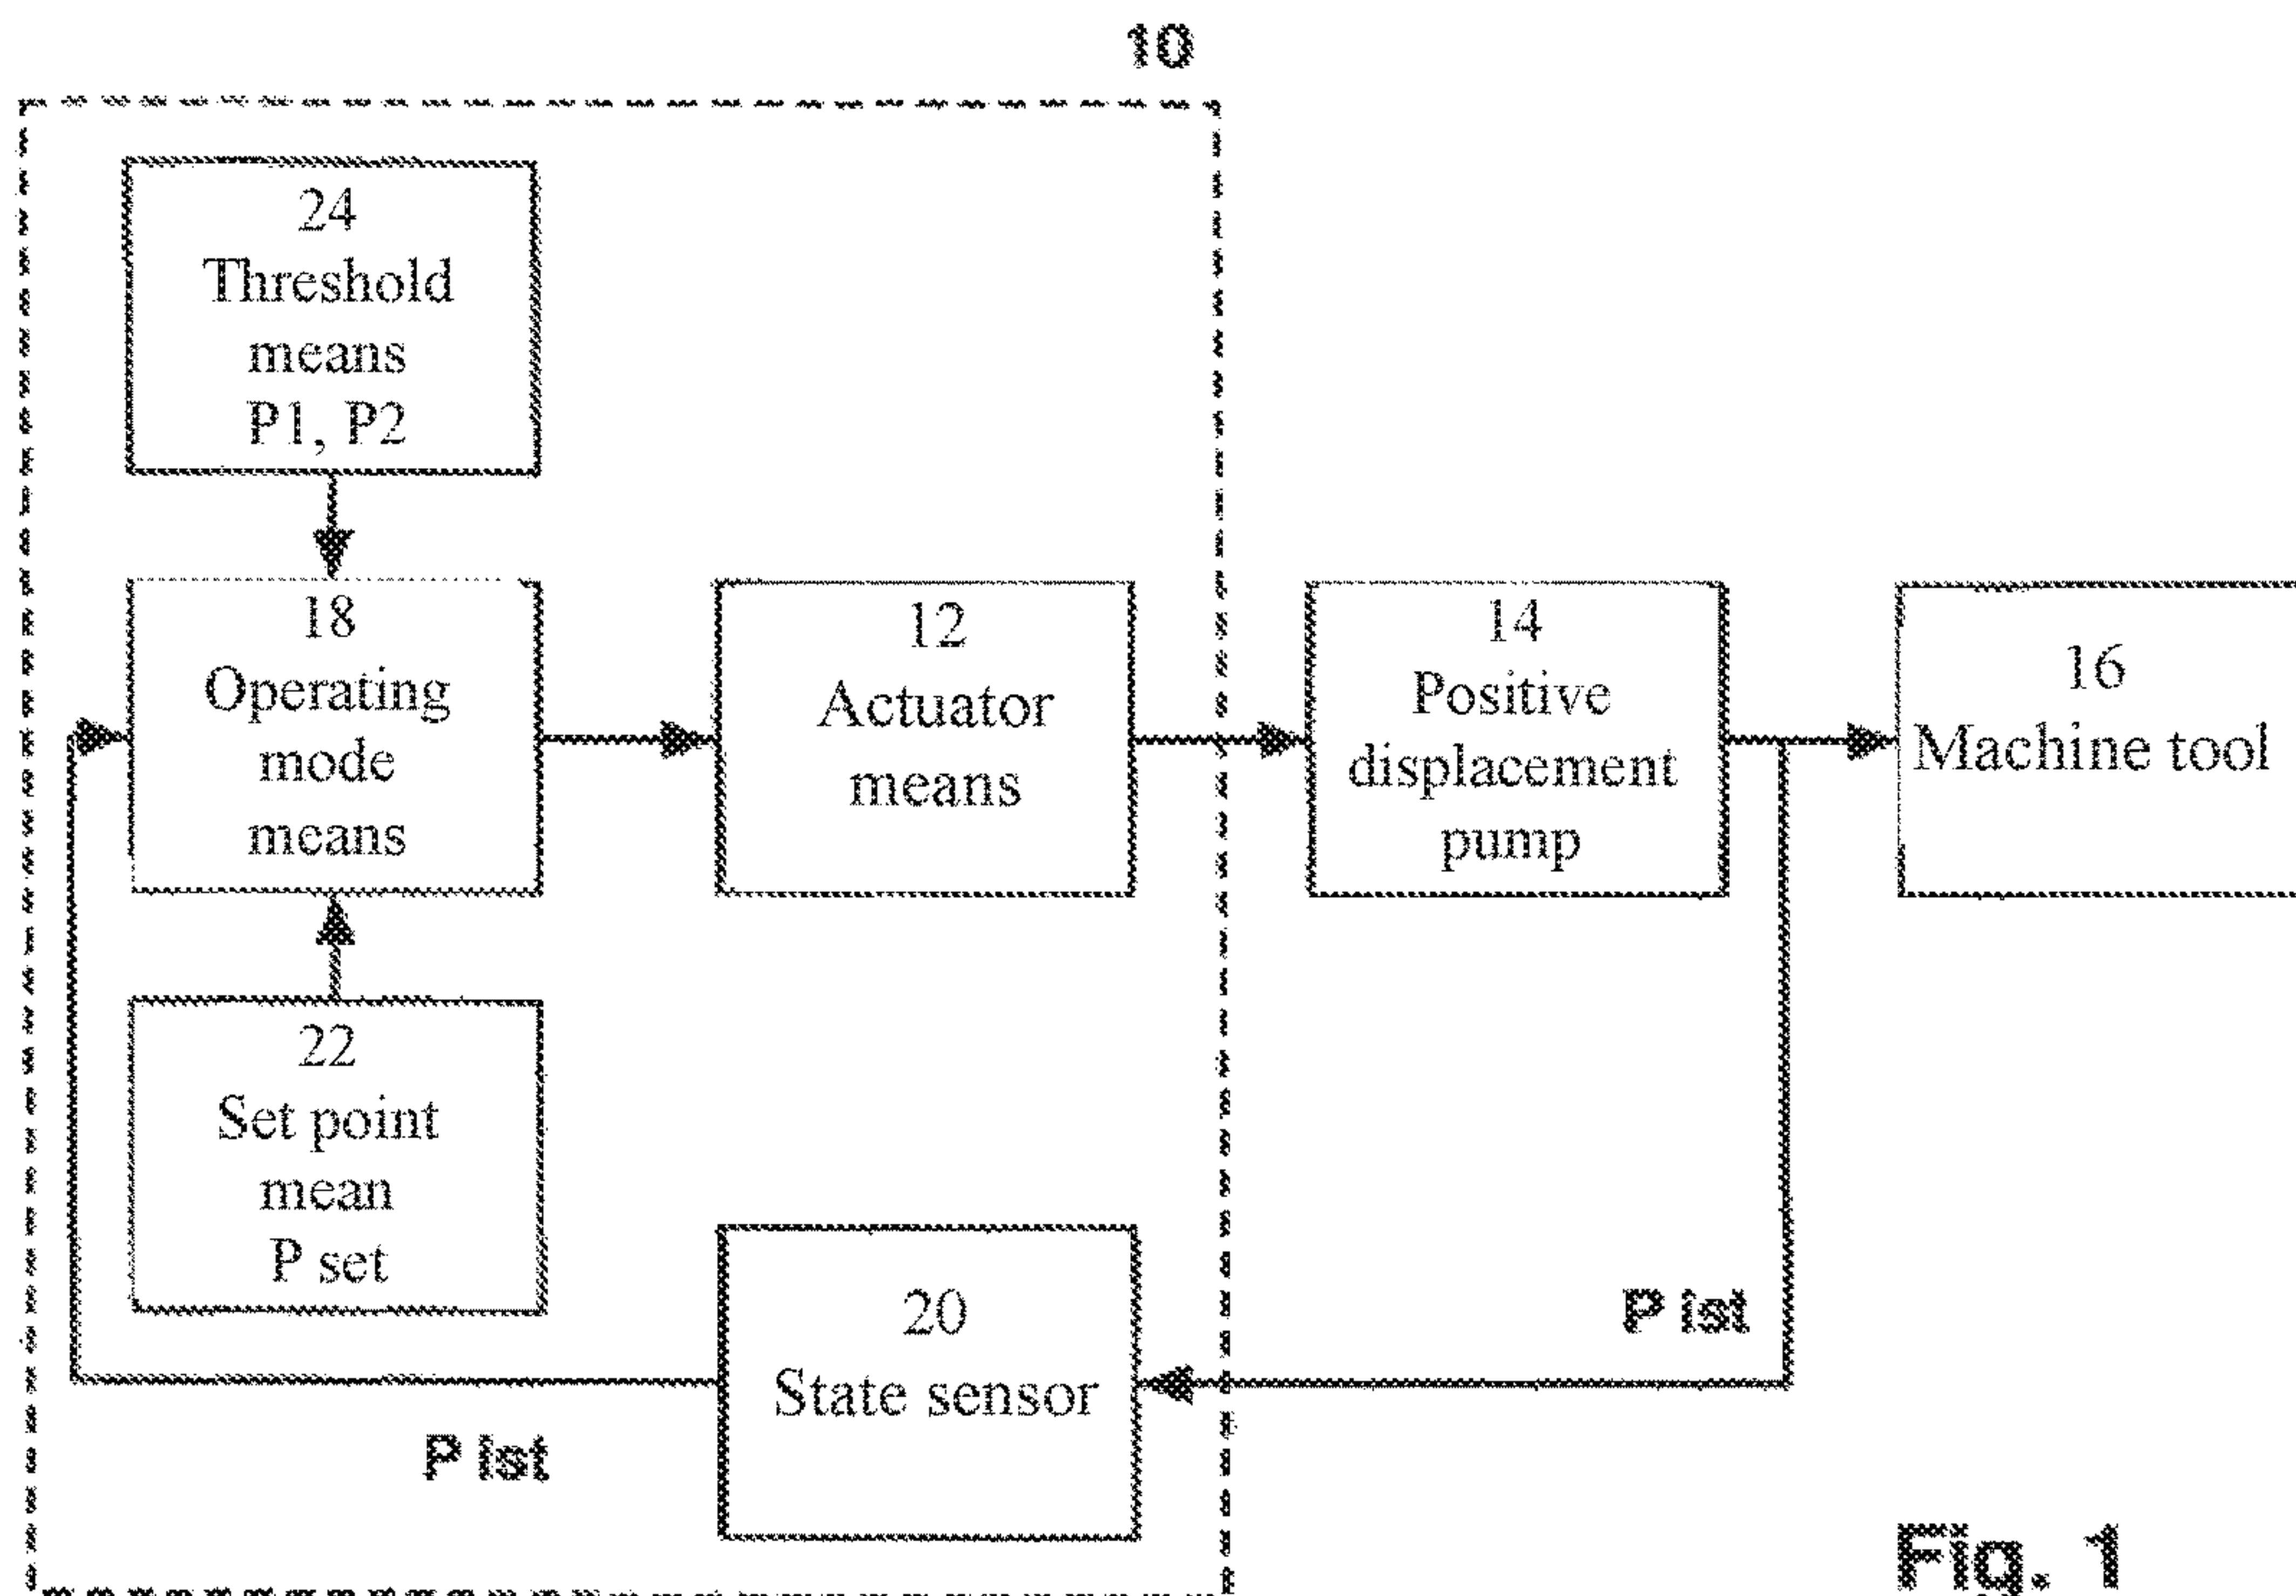 10
24
Threshold
means
P1, P2
18
Operating
mode
means
12
Actuator
means
14
Positive
displacement
pump
16
Machine tool
22
Set point
mean
P set
20
State sensor
P ist
P ist
Fig. 1